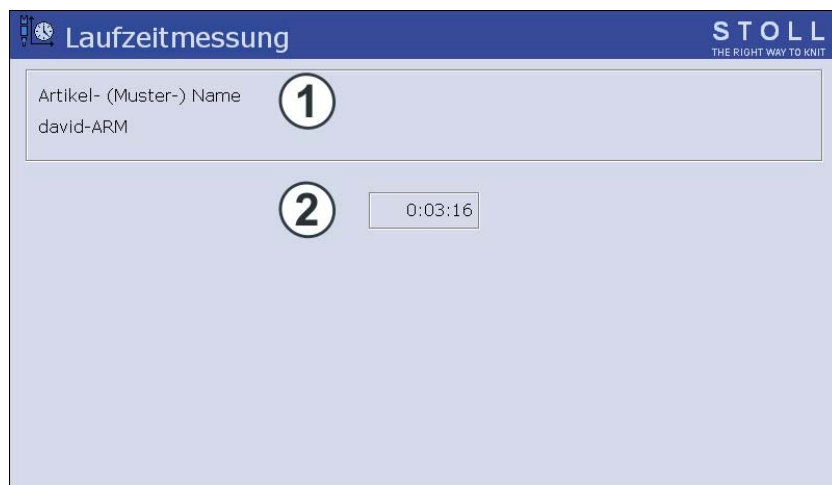 Laufzeitmessung
STOLL
THE RIGHT WAY TO KNIT
Artikel- (Muster-) Name
1
david-ARM
2
0:03:16